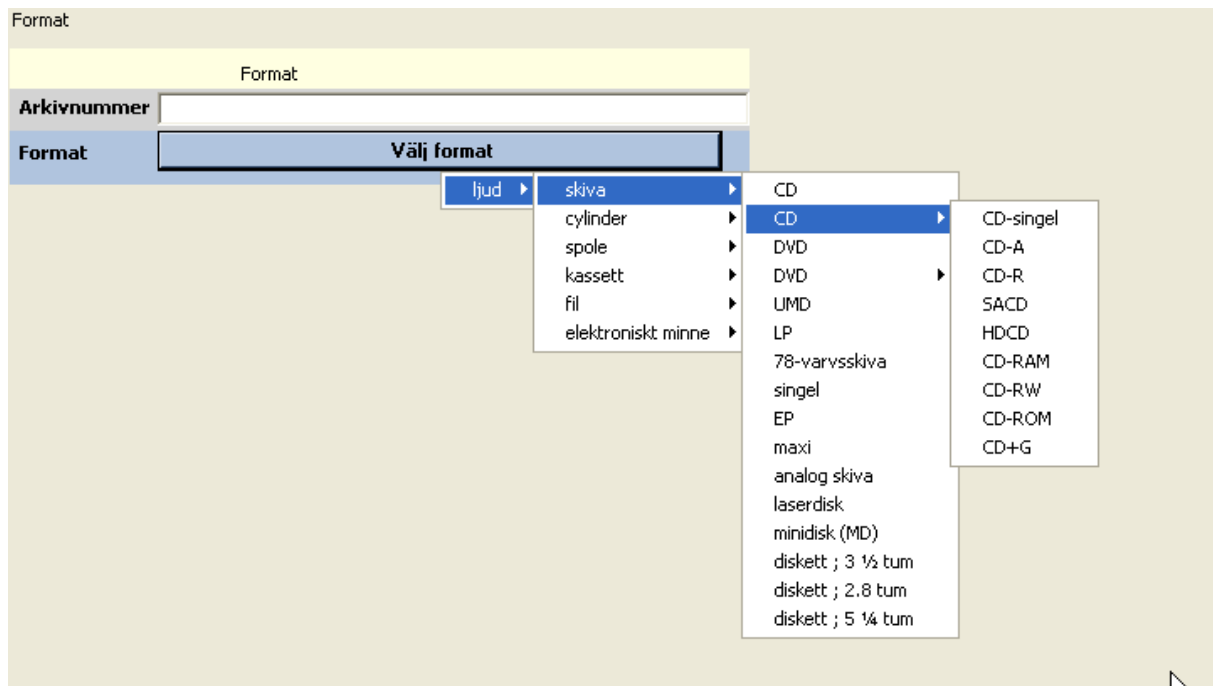 Format
Format
Arkivnummer
Format
Välj format
ljud
skiva
cylinder
spole
kassett
fil
elektroniskt minne
CD
CD
DVD
DVD
UMD
LP
78-varvsskiva
singel
EP
maxi
analog skiva
laserdisk
minidisk (MD)
diskett ; 3 ½ tum
diskett ; 2.8 tum
diskett ; 5 ¼ tum
CD-singel
CD-A
CD-R
SACD
HDCD
CD-RAM
CD-RW
CD-ROM
CD+G